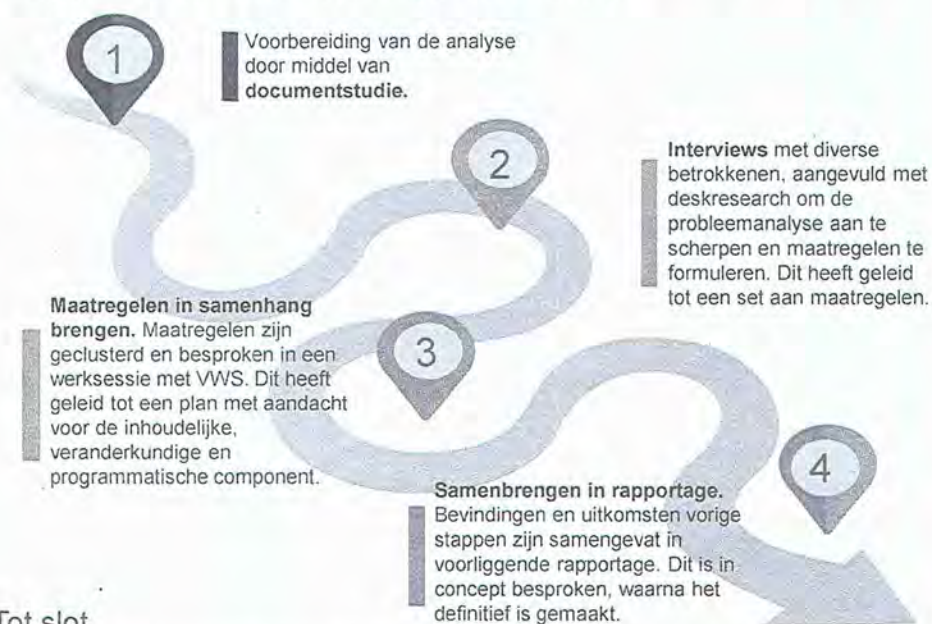 1
Voorbereiding van de analyse
door middel van
documentstudie.
2
Interviews met diverse
betrokkenen, aangevuld met
deskresearch om de
probleemanalyse aan te
scherpen en maatregelen te
formuleren. Dit heeft geleid
tot een set aan maatregelen.
3
Maatregelen in samenhang
brengen. Maatregelen zijn
geclusterd en besproken in een
werksessie met VWS. Dit heeft
geleid tot een plan met aandacht
voor de inhoudelijke,
veranderkundige en
programmatische component.
4
Samenbrengen in rapportage.
Bevindingen en uitkomsten vorige
stappen zijn samengevat in
voorliggende rapportage. Dit is in
concept besproken, waarna het
definitief is gemaakt.
Tot slot